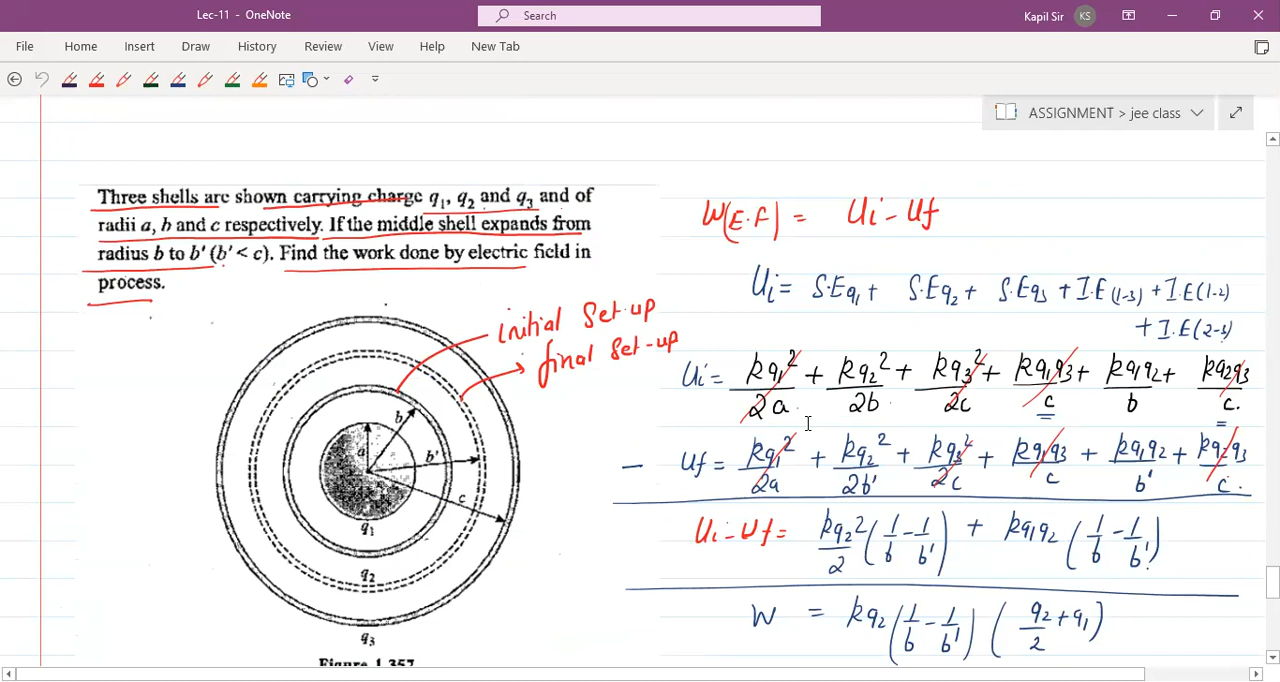 Lec-11 - OneNote
Search
Kapil Sir KS
File Home Insert Draw History Review View Help New Tab
ASSIGNMENT > jee class
Three shells are shown carrying charge q₁, q₂ and q₃ and of
radii a, b and c respectively. If the middle shell expands from
radius b to b′ (b′ < c). Find the work done by electric field in
process.
initial Set-up
final Set-up
a
b
b'
c
q₁
q₂
q₃
Figure 1.357
W(E.F) = Ui - Uf
Ui = S.Eq₁ + S.Eq₂ + S.Eq₃ + I.E(1-3) + I.E(1-2)
+ I.E(2-3)
Ui = kq₁²/2a + kq₂²/2b + kq₃²/2c + kq₁q₃/c + kq₁q₂/b + kq₂q₃/c.
- Uf = kq₁²/2a + kq₂²/2b' + kq₃²/2c + kq₁q₃/c + kq₁q₂/b' + kq₂q₃/c.
Ui - Uf = kq₂²/2 (1/b - 1/b') + kq₁q₂ (1/b - 1/b')
W = kq₂ (1/b - 1/b') (q₂/2 + q₁)